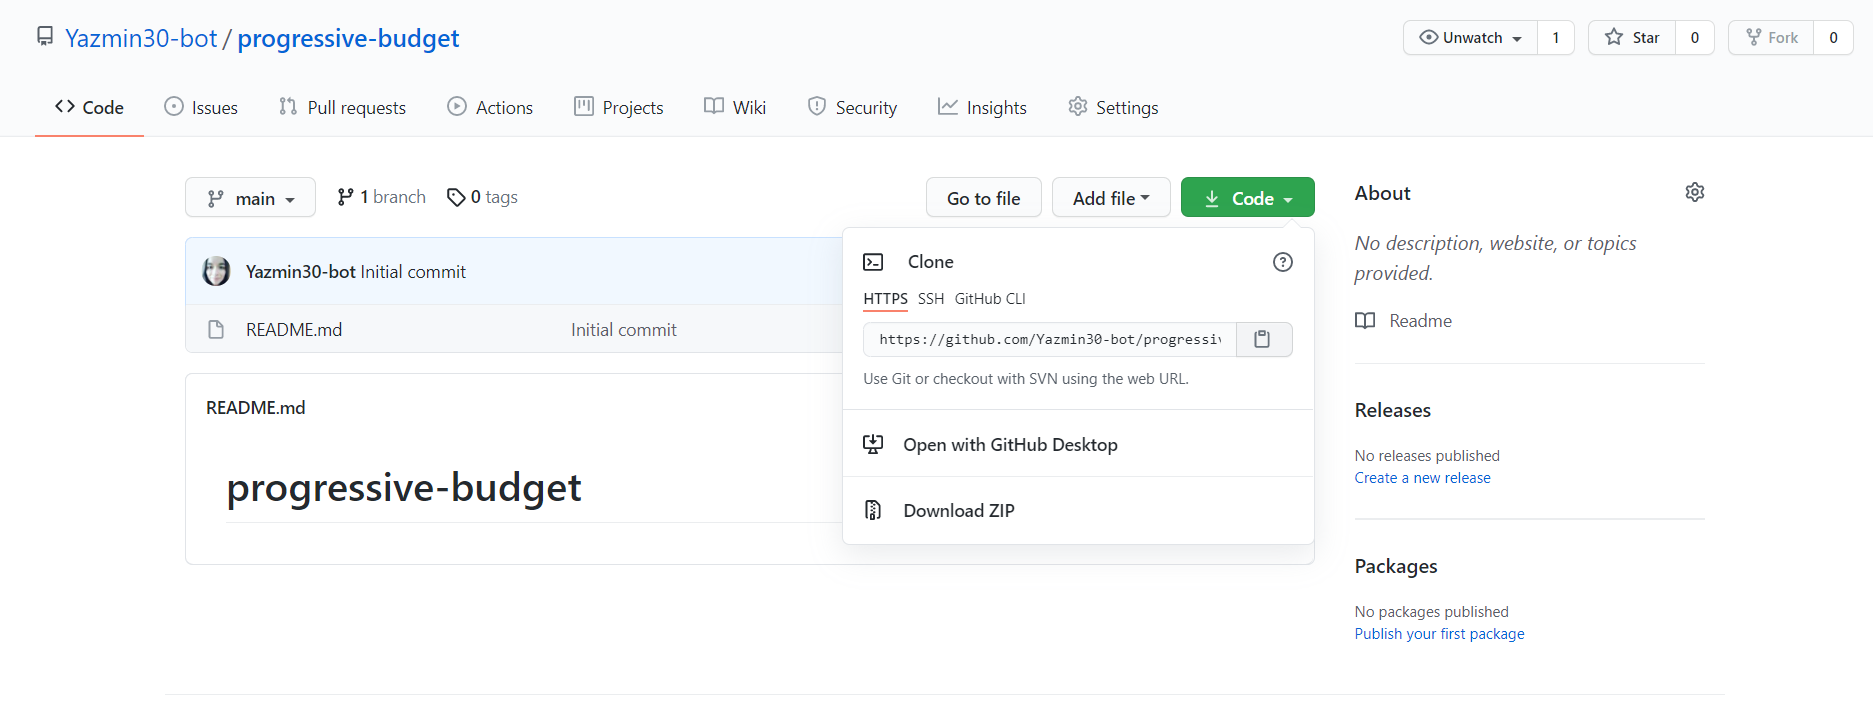 Yazmin30-bot / progressive-budget
Unwatch 1 Star 0 Fork 0
Code Issues Pull requests Actions Projects Wiki Security Insights Settings
main 1 branch 0 tags Go to file Add file Code
Yazmin30-bot Initial commit
README.md Initial commit
README.md
progressive-budget
Clone
HTTPS SSH GitHub CLI
https://github.com/Yazmin30-bot/progressiv
Use Git or checkout with SVN using the web URL.
Open with GitHub Desktop
Download ZIP
About
No description, website, or topics
provided.
Readme
Releases
No releases published
Create a new release
Packages
No packages published
Publish your first package